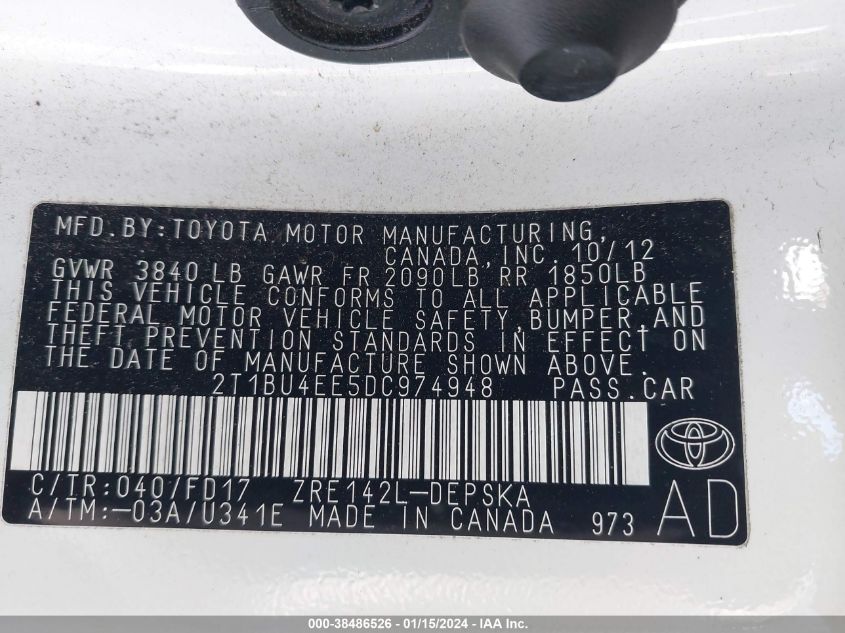 MFD.BY:TOYOTA MOTOR MANUFACTURING,
CANADA,INC. 10/12
GVWR 3840 LB GAWR FR 2090LB RR 1850LB
THIS VEHICLE CONFORMS TO ALL APPLICABLE
FEDERAL MOTOR VEHICLE SAFETY,BUMPER,AND
THEFT PREVENTION STANDARDS IN EFFECT ON
THE DATE OF MANUFACTURE SHOWN ABOVE.
2T1BU4EE5DC974948 PASS.CAR
C/TR:040/FD17 ZRE142L-DEPSKA
A/TM:-03A/U341E MADE IN CANADA 973 AD
000-38486526 - 01/15/2024 - IAA Inc.